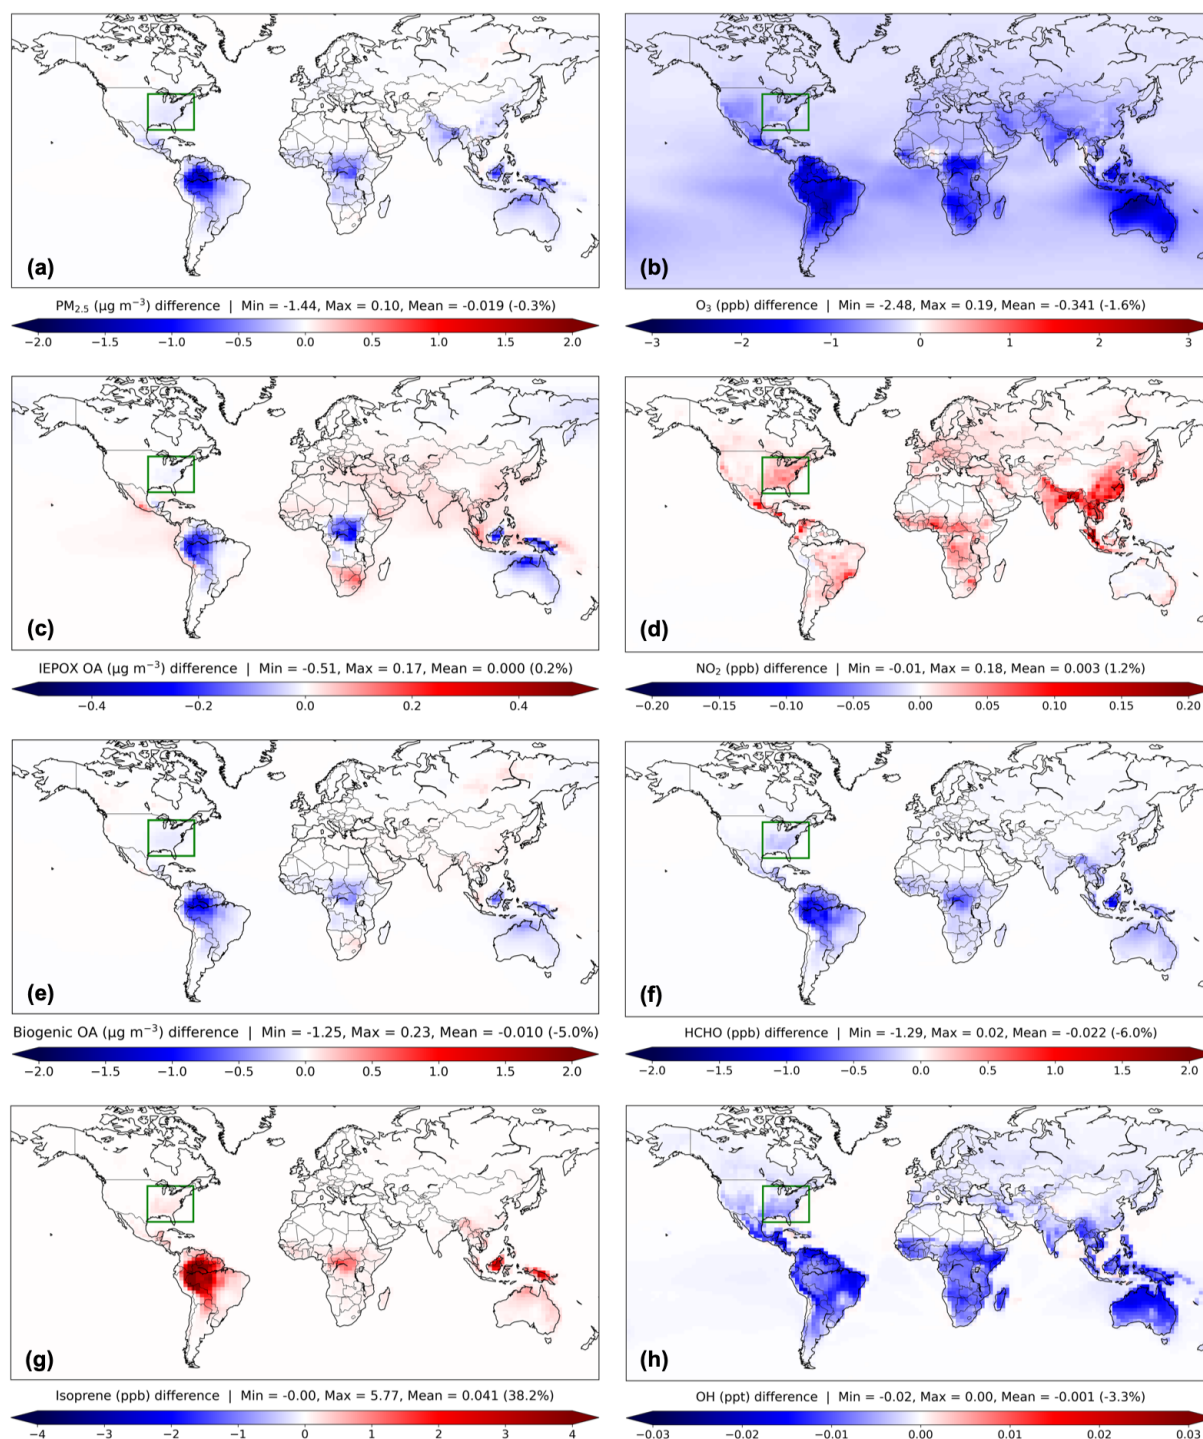 (a)
PM2.5 (μg m−3) difference | Min = -1.44, Max = 0.10, Mean = -0.019 (-0.3%)
−2.0 −1.5 −1.0 −0.5 0.0 0.5 1.0 1.5 2.0
(b)
O3 (ppb) difference | Min = -2.48, Max = 0.19, Mean = -0.341 (-1.6%)
−3 −2 −1 0 1 2 3
(c)
IEPOX OA (μg m−3) difference | Min = -0.51, Max = 0.17, Mean = 0.000 (0.2%)
−0.4 −0.2 0.0 0.2 0.4
(d)
NO2 (ppb) difference | Min = -0.01, Max = 0.18, Mean = 0.003 (1.2%)
−0.20 −0.15 −0.10 −0.05 0.00 0.05 0.10 0.15 0.20
(e)
Biogenic OA (μg m−3) difference | Min = -1.25, Max = 0.23, Mean = -0.010 (-5.0%)
−2.0 −1.5 −1.0 −0.5 0.0 0.5 1.0 1.5 2.0
(f)
HCHO (ppb) difference | Min = -1.29, Max = 0.02, Mean = -0.022 (-6.0%)
−2.0 −1.5 −1.0 −0.5 0.0 0.5 1.0 1.5 2.0
(g)
Isoprene (ppb) difference | Min = -0.00, Max = 5.77, Mean = 0.041 (38.2%)
−4 −3 −2 −1 0 1 2 3 4
(h)
OH (ppt) difference | Min = -0.02, Max = 0.00, Mean = -0.001 (-3.3%)
−0.03 −0.02 −0.01 0.00 0.01 0.02 0.03